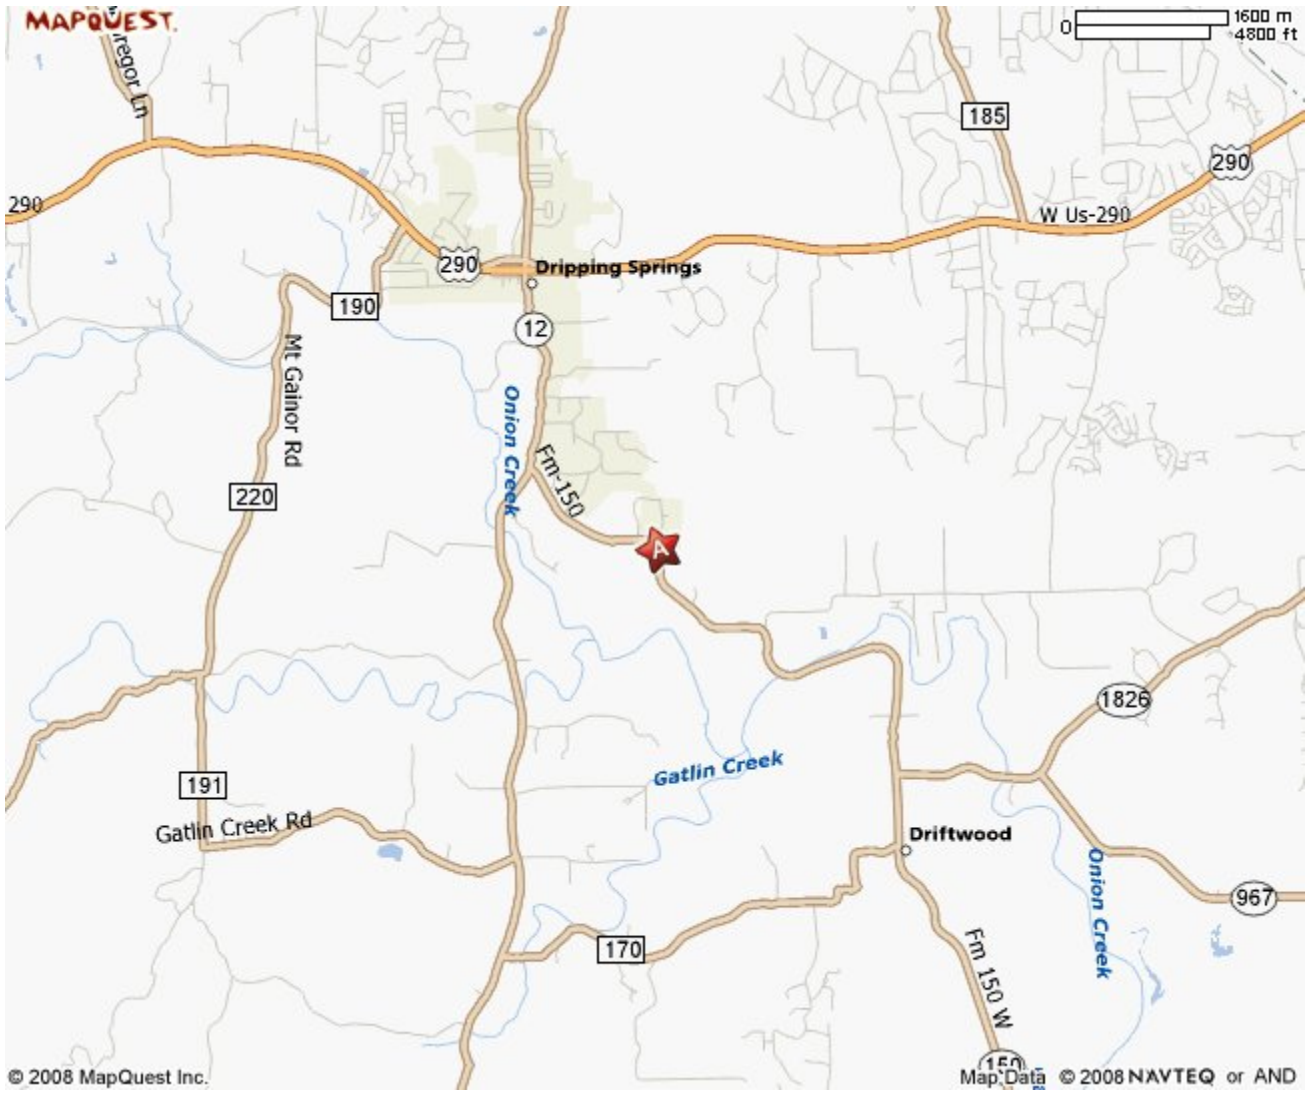 MAPQUEST.
0
1600 m
4800 ft
regor Ln
185
290
290
W Us-290
290
Dripping Springs
190
12
Mt Gainor Rd
Onion Creek
Fm-150
220
A
1826
Gatlin Creek
191
Gatlin Creek Rd
Driftwood
Onion Creek
967
170
Fm 150 W
150
© 2008 MapQuest Inc.
Map Data © 2008 NAVTEQ or AND